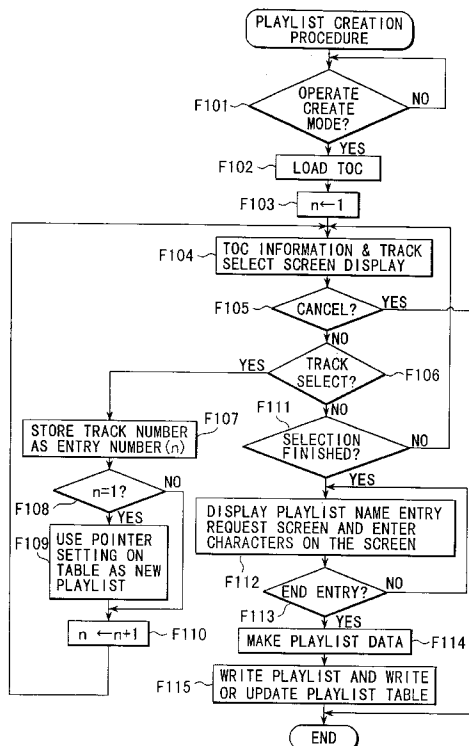 PLAYLIST CREATION
PROCEDURE
OPERATE
CREATE
MODE?
NO
F101
YES
F102
LOAD TOC
F103
n←1
F104
TOC INFORMATION & TRACK
SELECT SCREEN DISPLAY
F105
CANCEL?
YES
NO
YES
TRACK
SELECT?
F106
F107
STORE TRACK NUMBER
AS ENTRY NUMBER(n)
F111
NO
SELECTION
FINISHED?
NO
F108
n=1?
NO
YES
YES
F109
USE POINTER
SETTING ON
TABLE AS NEW
PLAYLIST
DISPLAY PLAYLIST NAME ENTRY
REQUEST SCREEN AND ENTER
CHARACTERS ON THE SCREEN
F112
n ←n+1
F110
END ENTRY?
NO
F113
YES
MAKE PLAYLIST DATA
F114
F115
WRITE PLAYLIST AND WRITE
OR UPDATE PLAYLIST TABLE
END